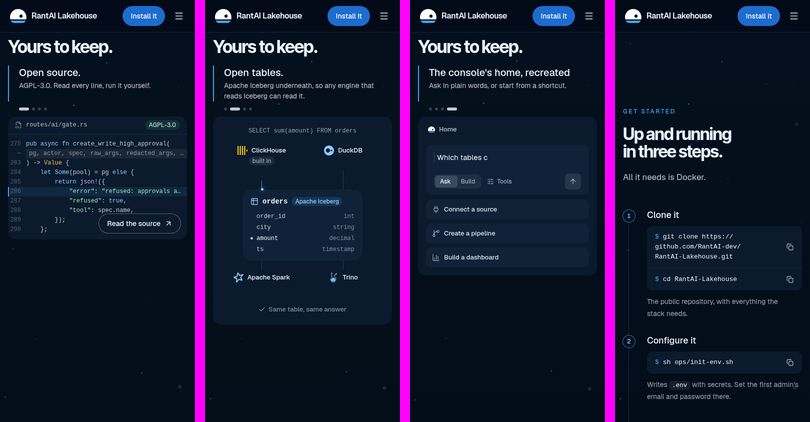 RantAI Lakehouse
Install it
Yours to keep.
Open source.
AGPL-3.0. Read every line, run it yourself.
routes/ai/gate.rs
AGPL-3.0
270 pub async fn create_write_high_approval(
pg, actor, spec, raw_args, redacted_args, …
283 ) -> Value {
284 let Some(pool) = pg else {
285 return json!({
286 "error": "refused: approvals a…
287 "refused": true,
288 "tool": spec.name,
289 });
290 };
Read the source
RantAI Lakehouse
Install it
Yours to keep.
Open tables.
Apache Iceberg underneath, so any engine that
reads Iceberg can read it.
SELECT sum(amount) FROM orders
ClickHouse
built in
DuckDB
orders
Apache Iceberg
order_id int
city string
amount decimal
ts timestamp
Apache Spark
Trino
Same table, same answer
RantAI Lakehouse
Install it
Yours to keep.
The console's home, recreated
Ask in plain words, or start from a shortcut.
Home
Which tables c
Ask
Build
Tools
Connect a source
Create a pipeline
Build a dashboard
RantAI Lakehouse
Install it
GET STARTED
Up and running
in three steps.
All it needs is Docker.
1
Clone it
$ git clone https://
github.com/RantAI-dev/
RantAI-Lakehouse.git
$ cd RantAI-Lakehouse
The public repository, with everything the
stack needs.
2
Configure it
$ sh ops/init-env.sh
Writes .env with secrets. Set the first admin's
email and password there.